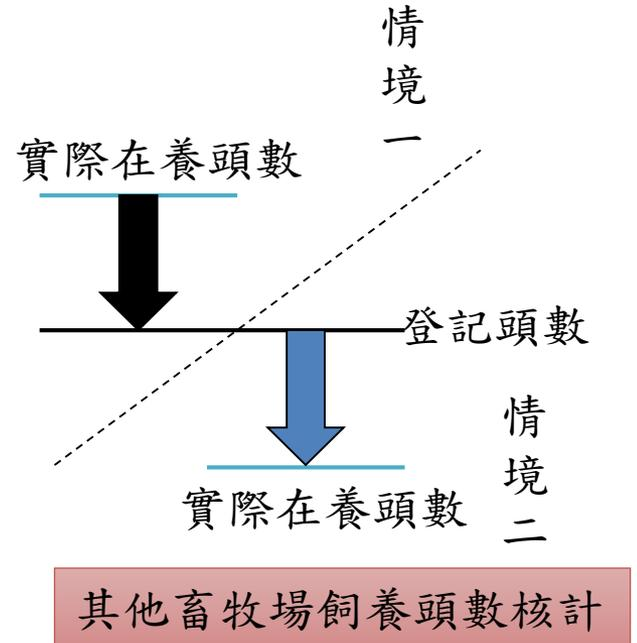 情境一
實際在養頭數
登記頭數
情境二
實際在養頭數
其他畜牧場飼養頭數核計